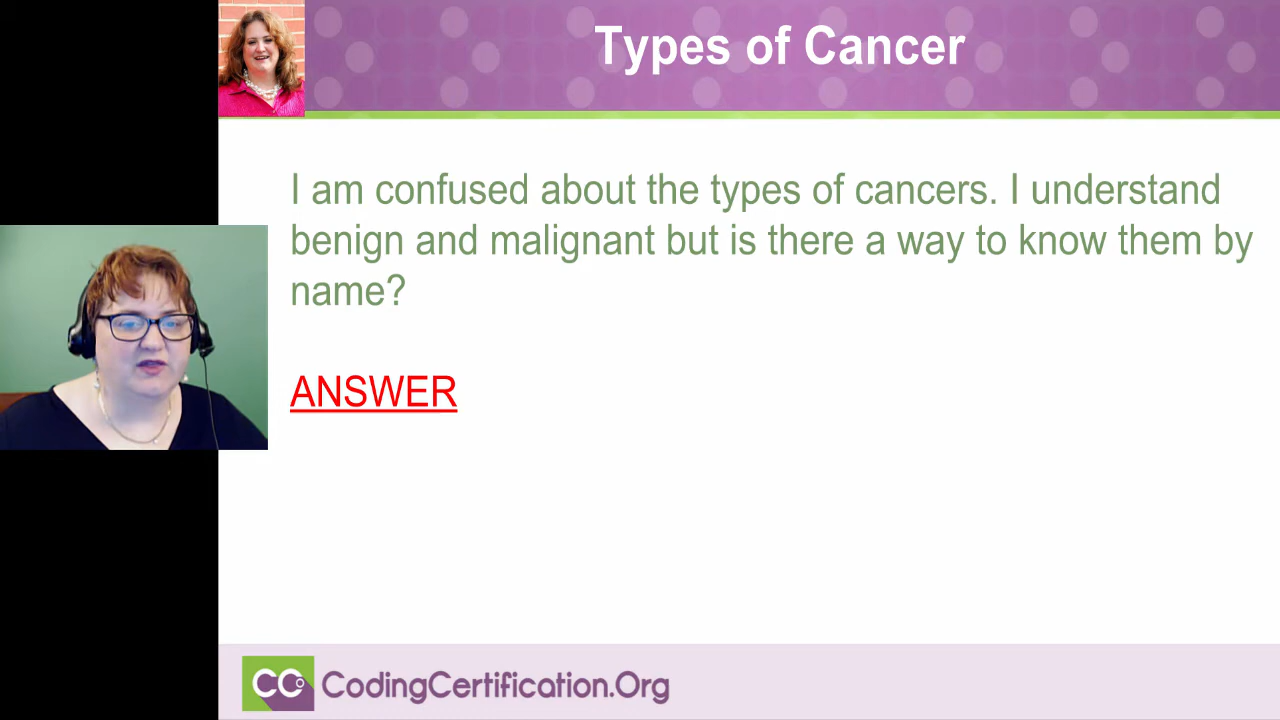 Types of Cancer
I am confused about the types of cancers. I understand
benign and malignant but is there a way to know them by
name?
ANSWER
CCO CodingCertification.Org